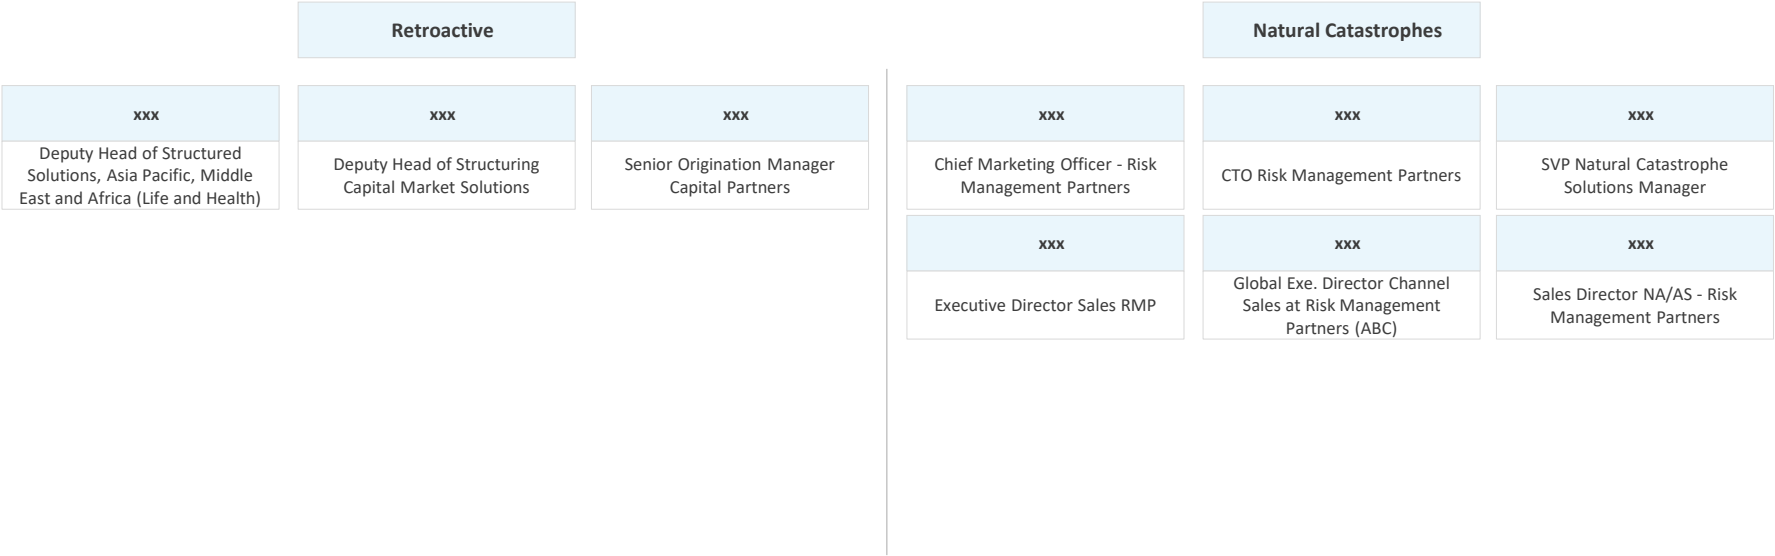 Retroactive
Natural Catastrophes
xxx
Deputy Head of Structured
Solutions, Asia Pacific, Middle
East and Africa (Life and Health)
xxx
Deputy Head of Structuring
Capital Market Solutions
xxx
Senior Origination Manager
Capital Partners
xxx
Chief Marketing Officer - Risk
Management Partners
xxx
CTO Risk Management Partners
xxx
SVP Natural Catastrophe
Solutions Manager
xxx
Executive Director Sales RMP
xxx
Global Exe. Director Channel
Sales at Risk Management
Partners (ABC)
xxx
Sales Director NA/AS - Risk
Management Partners